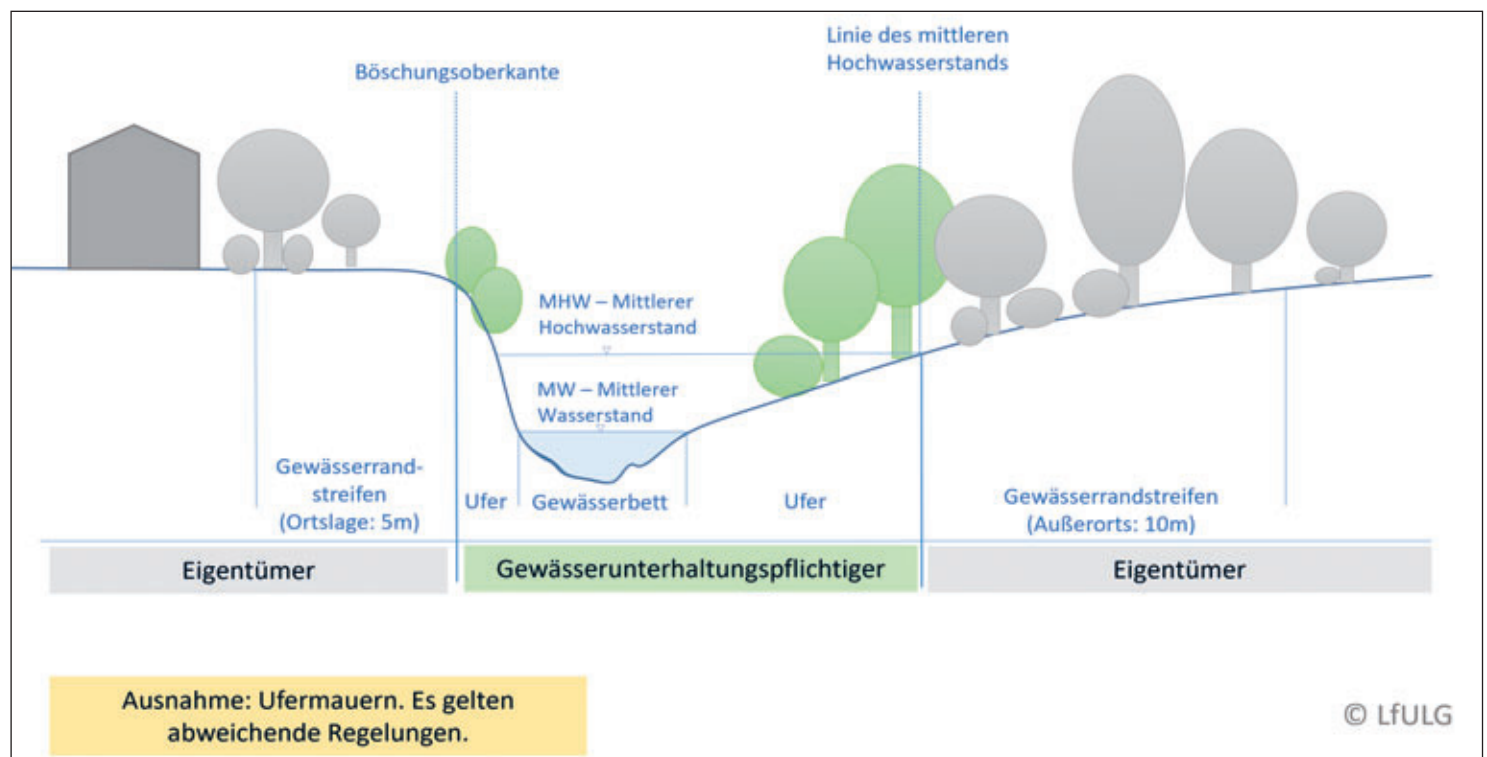 Linie des mittleren
Hochwasserstands
Böschungsoberkante
MHW – Mittlerer
Hochwasserstand
MW – Mittlerer
Wasserstand
Gewässerrand-
streifen
(Ortslage: 5m)
Ufer
Gewässerbett
Ufer
Gewässerrandstreifen
(Außerorts: 10m)
Eigentümer
Gewässerunterhaltungspflichtiger
Eigentümer
Ausnahme: Ufermauern. Es gelten
abweichende Regelungen.
© LfULG